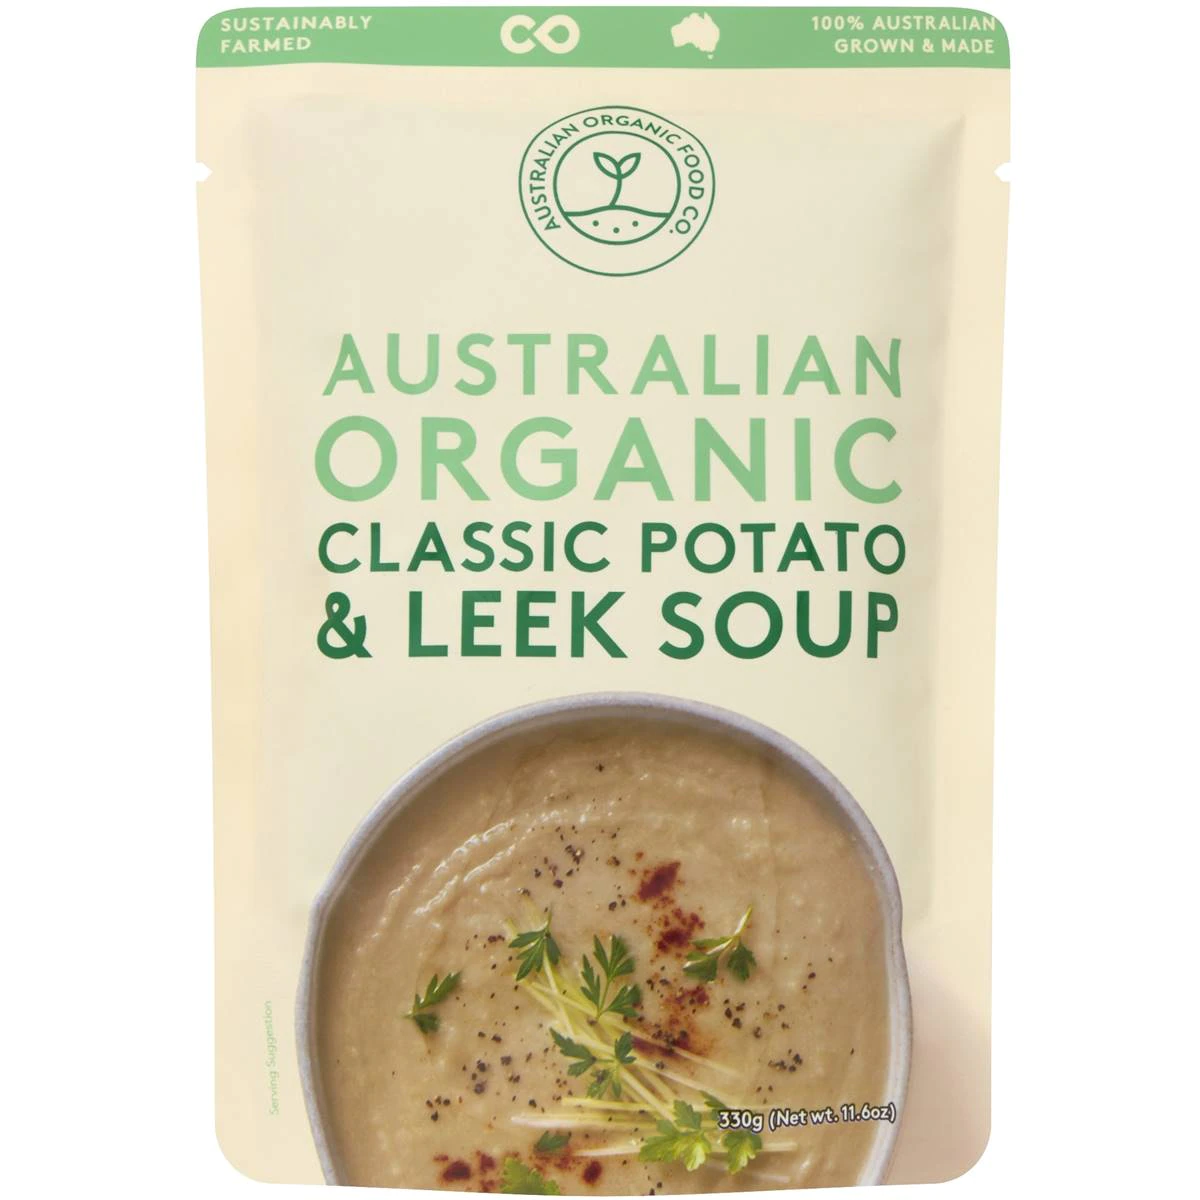 SUSTAINABLY
FARMED
100% AUSTRALIAN
GROWN & MADE
AUSTRALIAN ORGANIC FOOD CO.
AUSTRALIAN
ORGANIC
CLASSIC POTATO
& LEEK SOUP
Serving Suggestion
330g (Net wt. 11.6oz)